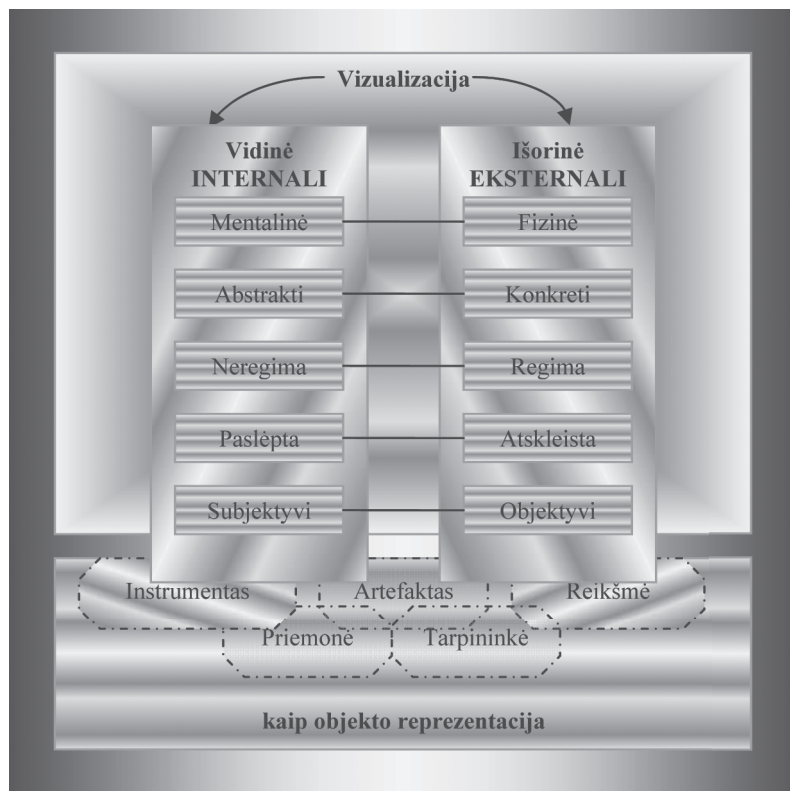 Vizualizacija
Vidinė
INTERNALI
Išorinė
EKSTERNALI
Mentalinė
Fizinė
Abstrakti
Konkreti
Neregima
Regima
Paslėpta
Atskleista
Subjektyvi
Objektyvi
Instrumentas
Artefaktas
Reikšmė
Priemonė
Tarpininkė
kaip objekto reprezentacija